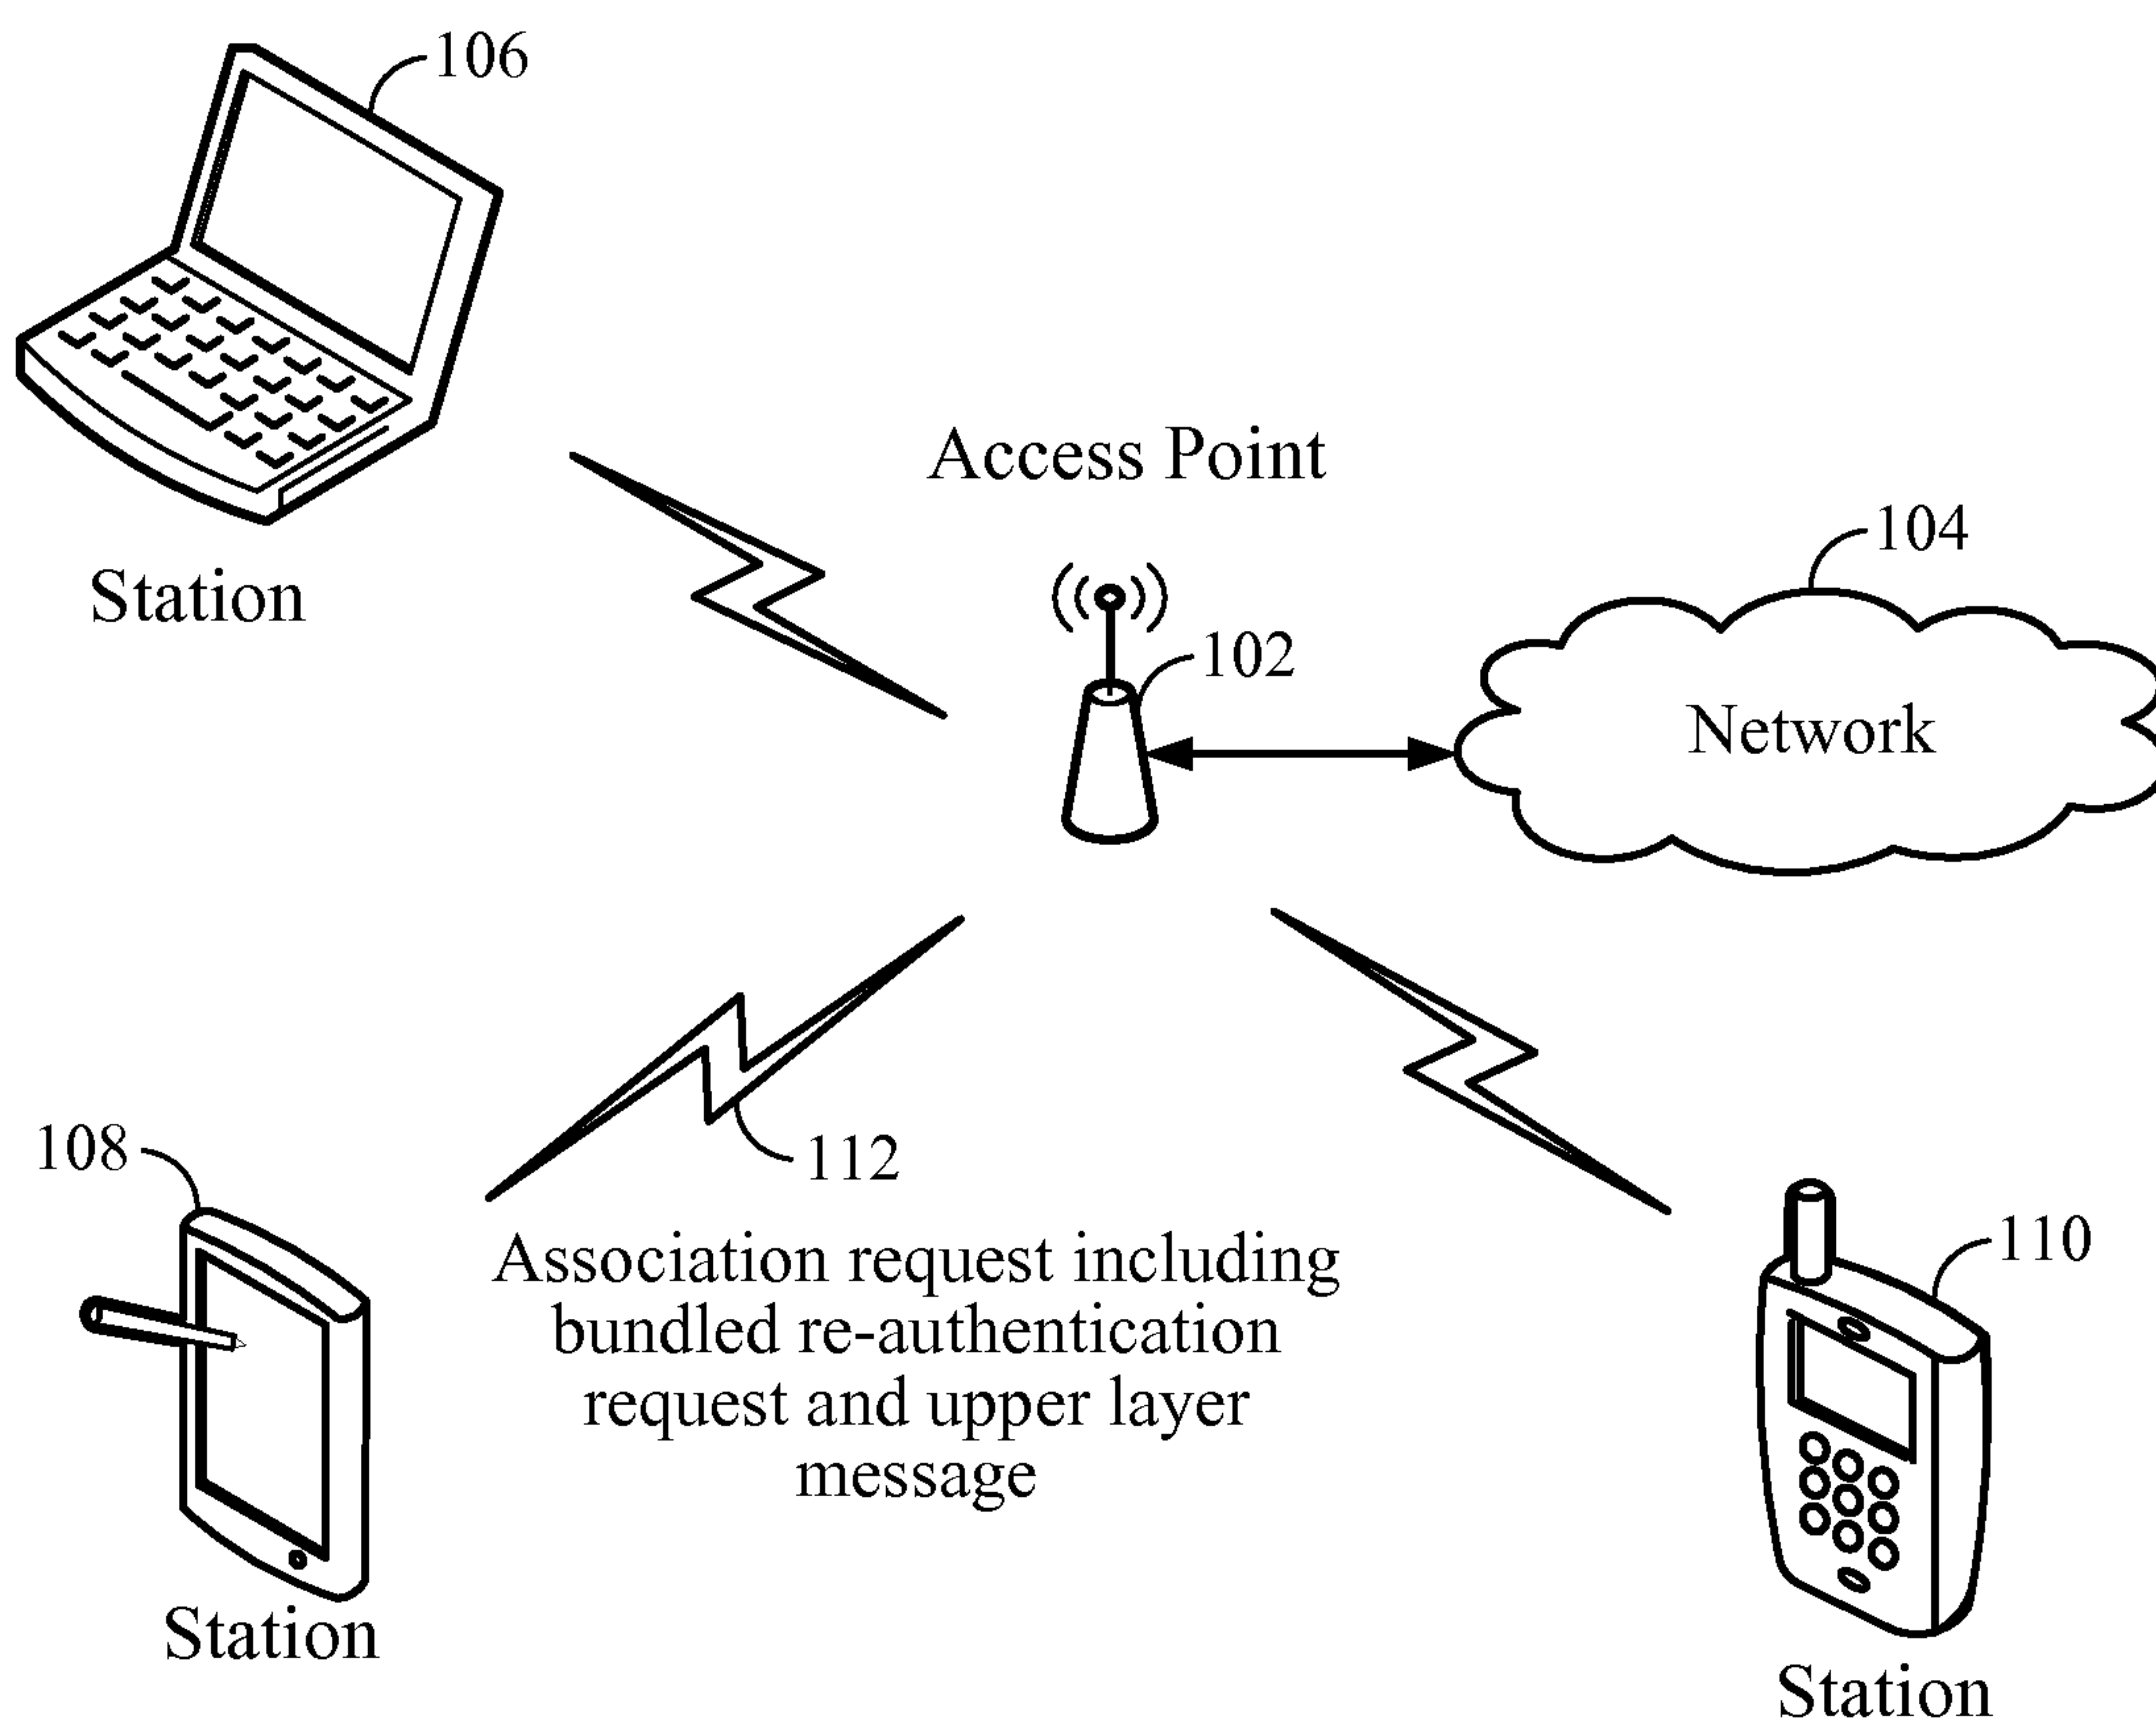 106
Station
Access Point
104
102
Network
108
112
Association request including
bundled re-authentication
request and upper layer
message
110
Station
Station